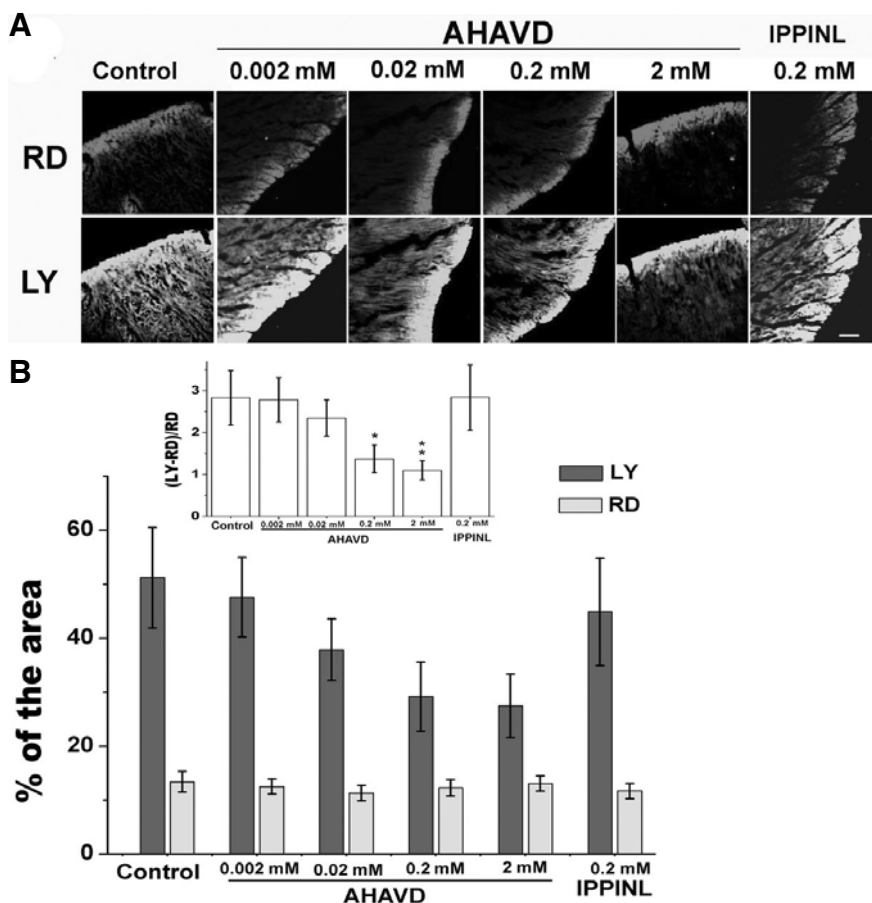 A
AHAVD
IPPINL
Control
0.002 mM
0.02 mM
0.2 mM
2 mM
0.2 mM
RD
LY
B
(LY-RD)/RD
3
2
1
0
*
**
Control
0.002 mM
0.02 mM
0.2 mM
2 mM
0.2 mM
AHAVD
IPPINL
LY
RD
% of the area
60
40
20
0
Control
0.002 mM
0.02 mM
0.2 mM
2 mM
0.2 mM
AHAVD
IPPINL